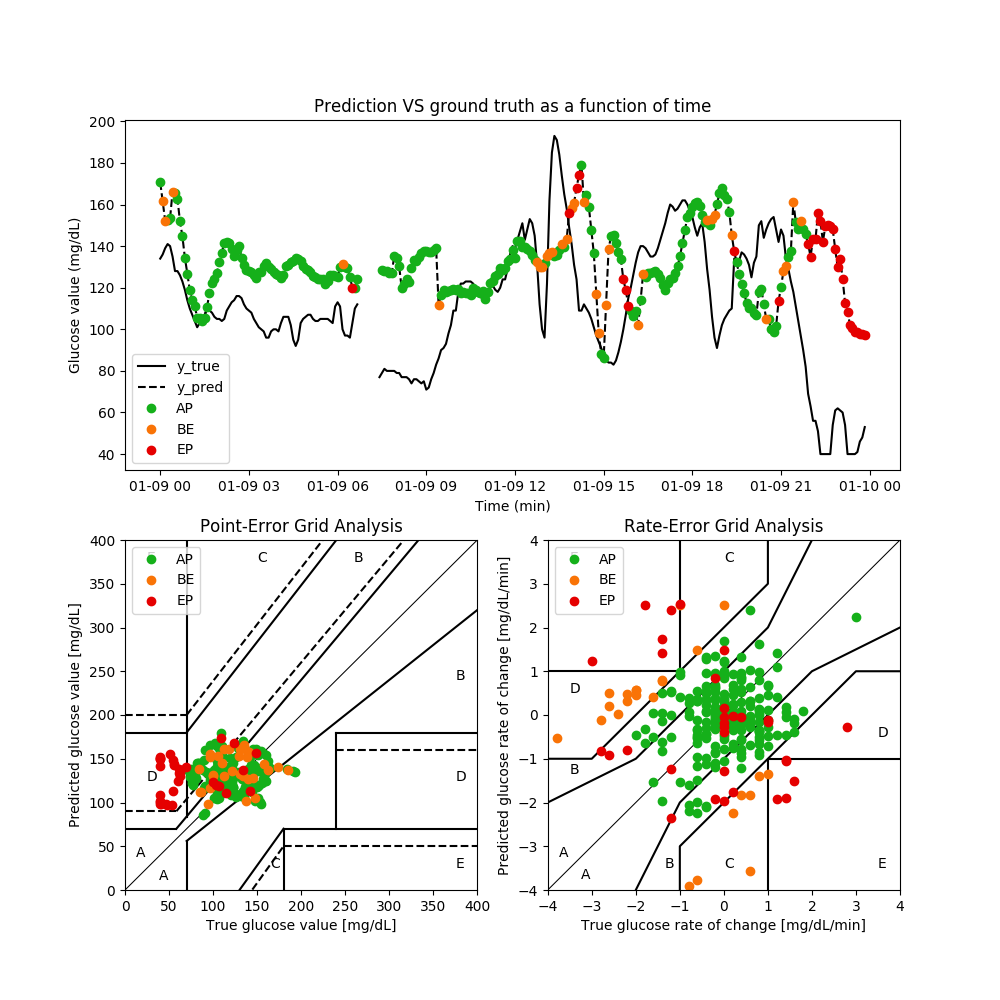 Prediction VS ground truth as a function of time
Glucose value (mg/dL)
200
180
160
140
120
100
80
60
40
y_true
y_pred
AP
BE
EP
01-09 00 01-09 03 01-09 06 01-09 09 01-09 12 01-09 15 01-09 18 01-09 21 01-10 00
Time (min)
Point-Error Grid Analysis
Predicted glucose value [mg/dL]
400
350
300
250
200
150
100
50
0
AP
BE
EP
C
B
B
D
D
A
A
C
E
0 50 100 150 200 250 300 350 400
True glucose value [mg/dL]
Rate-Error Grid Analysis
Predicted glucose rate of change [mg/dL/min]
4
3
2
1
0
−1
−2
−3
−4
AP
BE
EP
C
D
D
B
A
A
B
C
E
−4 −3 −2 −1 0 1 2 3 4
True glucose rate of change [mg/dL/min]